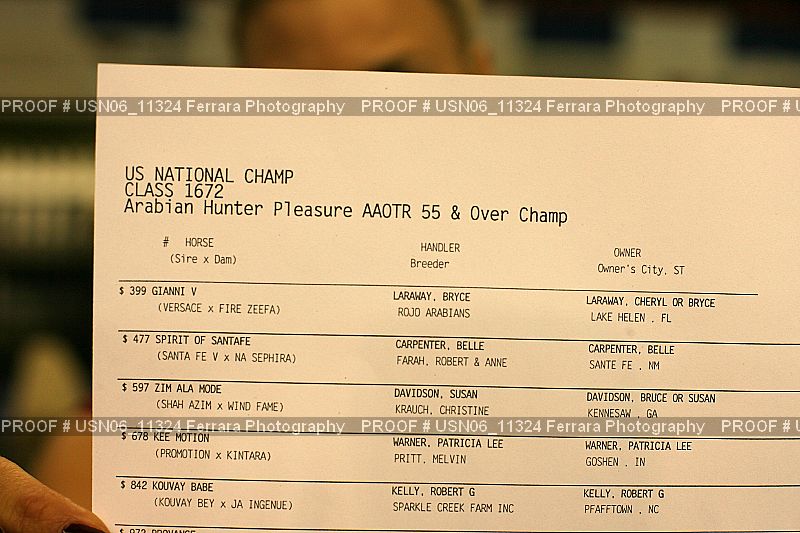 PROOF # USN06_11324 Ferrara Photography PROOF # USN06_11324 Ferrara Photography PROOF # U
US NATIONAL CHAMP
CLASS 1672
Arabian Hunter Pleasure AAOTR 55 & Over Champ
# HORSE HANDLER OWNER
(Sire x Dam) Breeder Owner's City, ST
$ 399 GIANNI V LARAWAY, BRYCE LARAWAY, CHERYL OR BRYCE
(VERSACE x FIRE ZEEFA) ROJO ARABIANS LAKE HELEN , FL
$ 477 SPIRIT OF SANTAFE CARPENTER, BELLE CARPENTER, BELLE
(SANTA FE V x NA SEPHIRA) FARAH, ROBERT & ANNE SANTE FE , NM
$ 597 ZIM ALA MODE DAVIDSON, SUSAN DAVIDSON, BRUCE OR SUSAN
(SHAH AZIM x WIND FAME) KRAUCH, CHRISTINE KENNESAW , GA
PROOF # USN06_11324 Ferrara Photography PROOF # USN06_11324 Ferrara Photography PROOF # U
$ 678 KEE MOTION WARNER, PATRICIA LEE WARNER, PATRICIA LEE
(PROMOTION x KINTARA) PRITT, MELVIN GOSHEN , IN
$ 842 KOUVAY BABE KELLY, ROBERT G KELLY, ROBERT G
(KOUVAY BEY x JA INGENUE) SPARKLE CREEK FARM INC PFAFFTOWN , NC